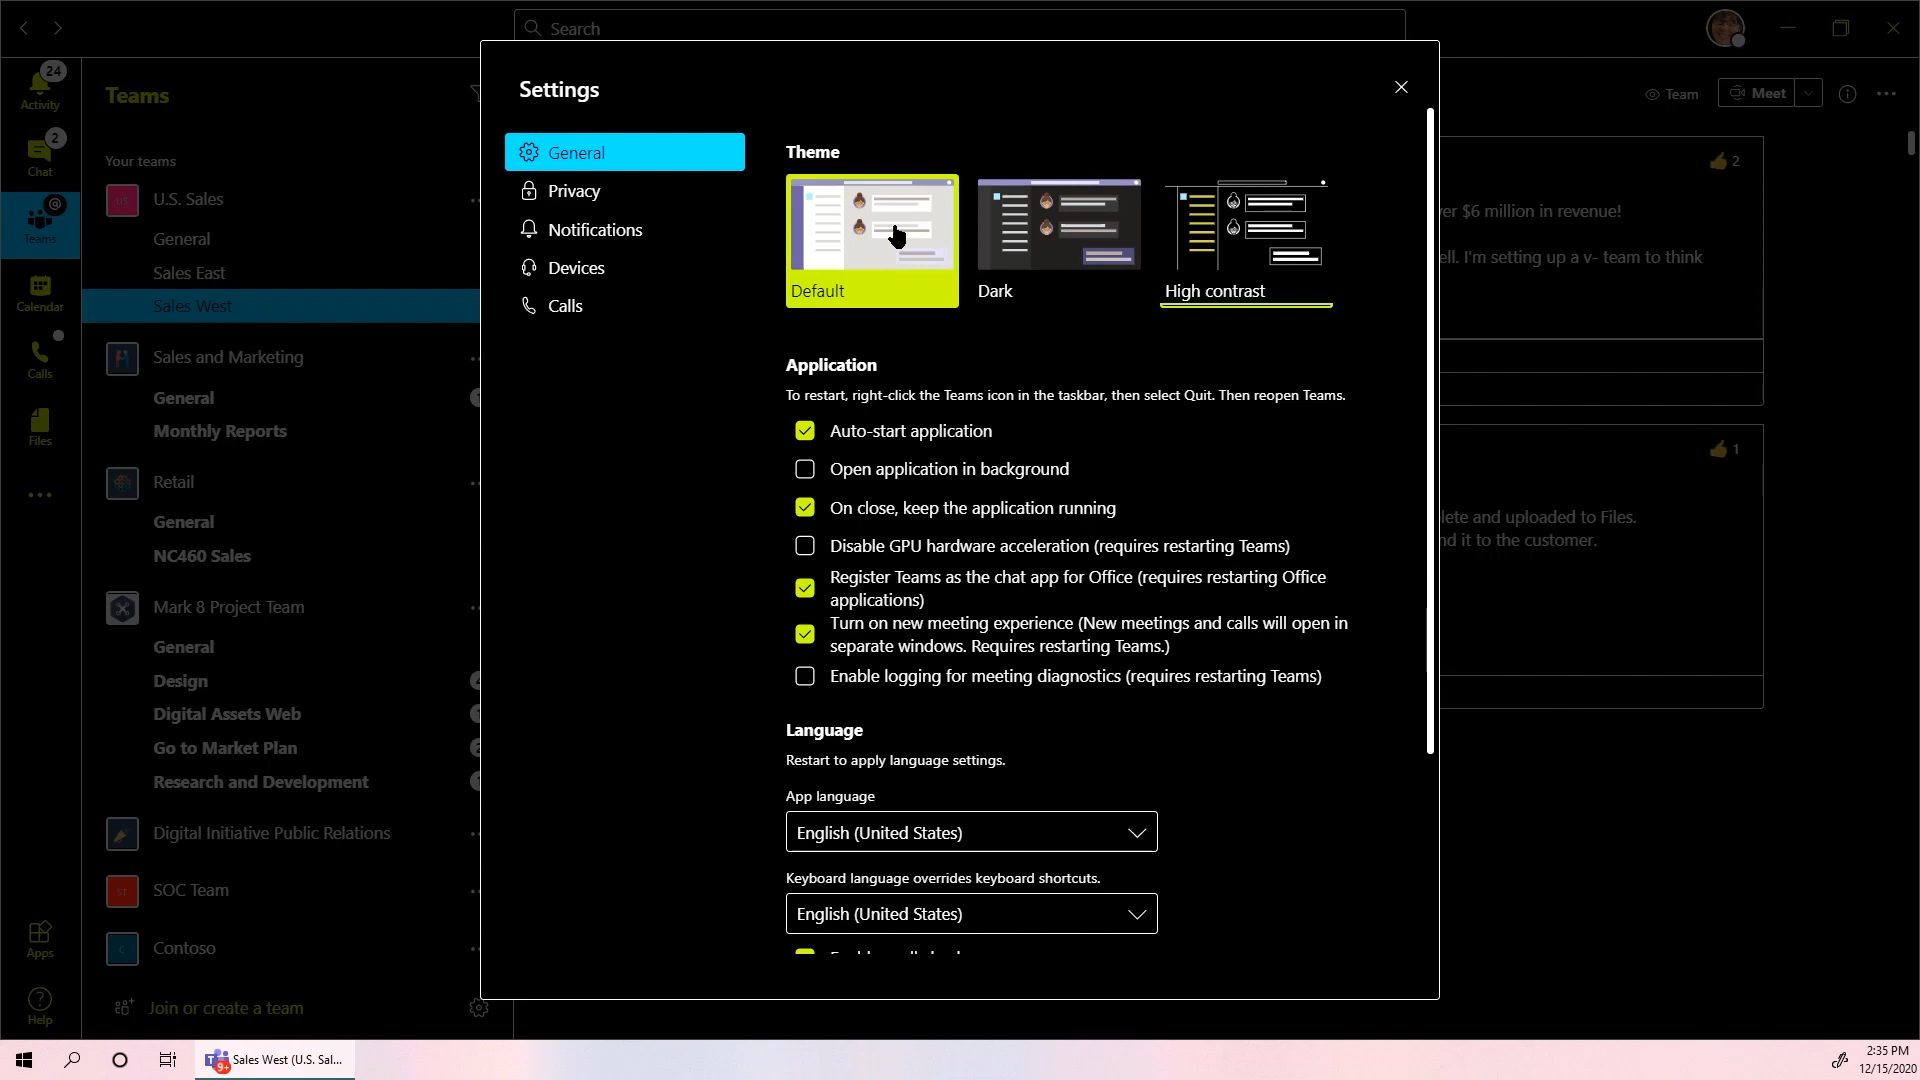 Search
24
Activity
2
Chat
@
Teams
Calendar
Calls
Files
Apps
Help
Teams
Your teams
US
U.S. Sales
General
Sales East
Sales West
Sales and Marketing
General
Monthly Reports
Retail
General
NC460 Sales
Mark 8 Project Team
General
Design
Digital Assets Web
Go to Market Plan
Research and Development
Digital Initiative Public Relations
ST
SOC Team
C
Contoso
Join or create a team
Settings
General
Privacy
Notifications
Devices
Calls
Theme
Default
Dark
High contrast
Application
To restart, right-click the Teams icon in the taskbar, then select Quit. Then reopen Teams.
Auto-start application
Open application in background
On close, keep the application running
Disable GPU hardware acceleration (requires restarting Teams)
Register Teams as the chat app for Office (requires restarting Office
applications)
Turn on new meeting experience (New meetings and calls will open in
separate windows. Requires restarting Teams.)
Enable logging for meeting diagnostics (requires restarting Teams)
Language
Restart to apply language settings.
App language
English (United States)
Keyboard language overrides keyboard shortcuts.
English (United States)
Team
Meet
2
er $6 million in revenue!
ell. I'm setting up a v- team to think
1
lete and uploaded to Files.
nd it to the customer.
9+
Sales West (U.S. Sal...
2:35 PM
12/15/2020